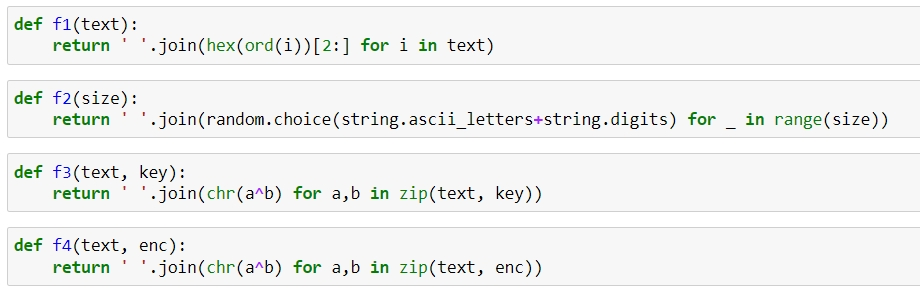 def f1(text):
    return ' '.join(hex(ord(i))[2:] for i in text)
def f2(size):
    return ' '.join(random.choice(string.ascii_letters+string.digits) for _ in range(size))
def f3(text, key):
    return ' '.join(chr(a^b) for a,b in zip(text, key))
def f4(text, enc):
    return ' '.join(chr(a^b) for a,b in zip(text, enc))